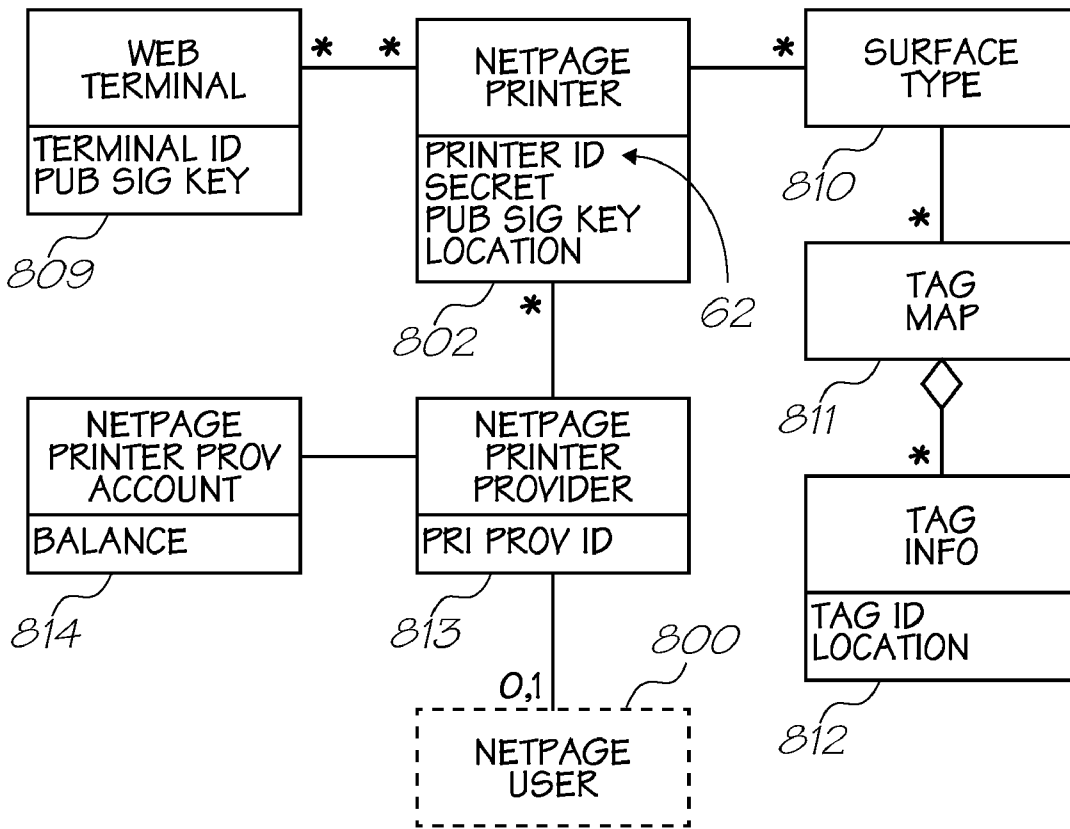 WEB
TERMINAL
TERMINAL ID
PUB SIG KEY
809
*
*
NETPAGE
PRINTER
PRINTER ID
SECRET
PUB SIG KEY
LOCATION
802
62
*
*
SURFACE
TYPE
810
*
TAG
MAP
811
*
TAG
INFO
TAG ID
LOCATION
812
NETPAGE
PRINTER PROV
ACCOUNT
BALANCE
814
NETPAGE
PRINTER
PROVIDER
PRI PROV ID
813
0,1
800
NETPAGE
USER